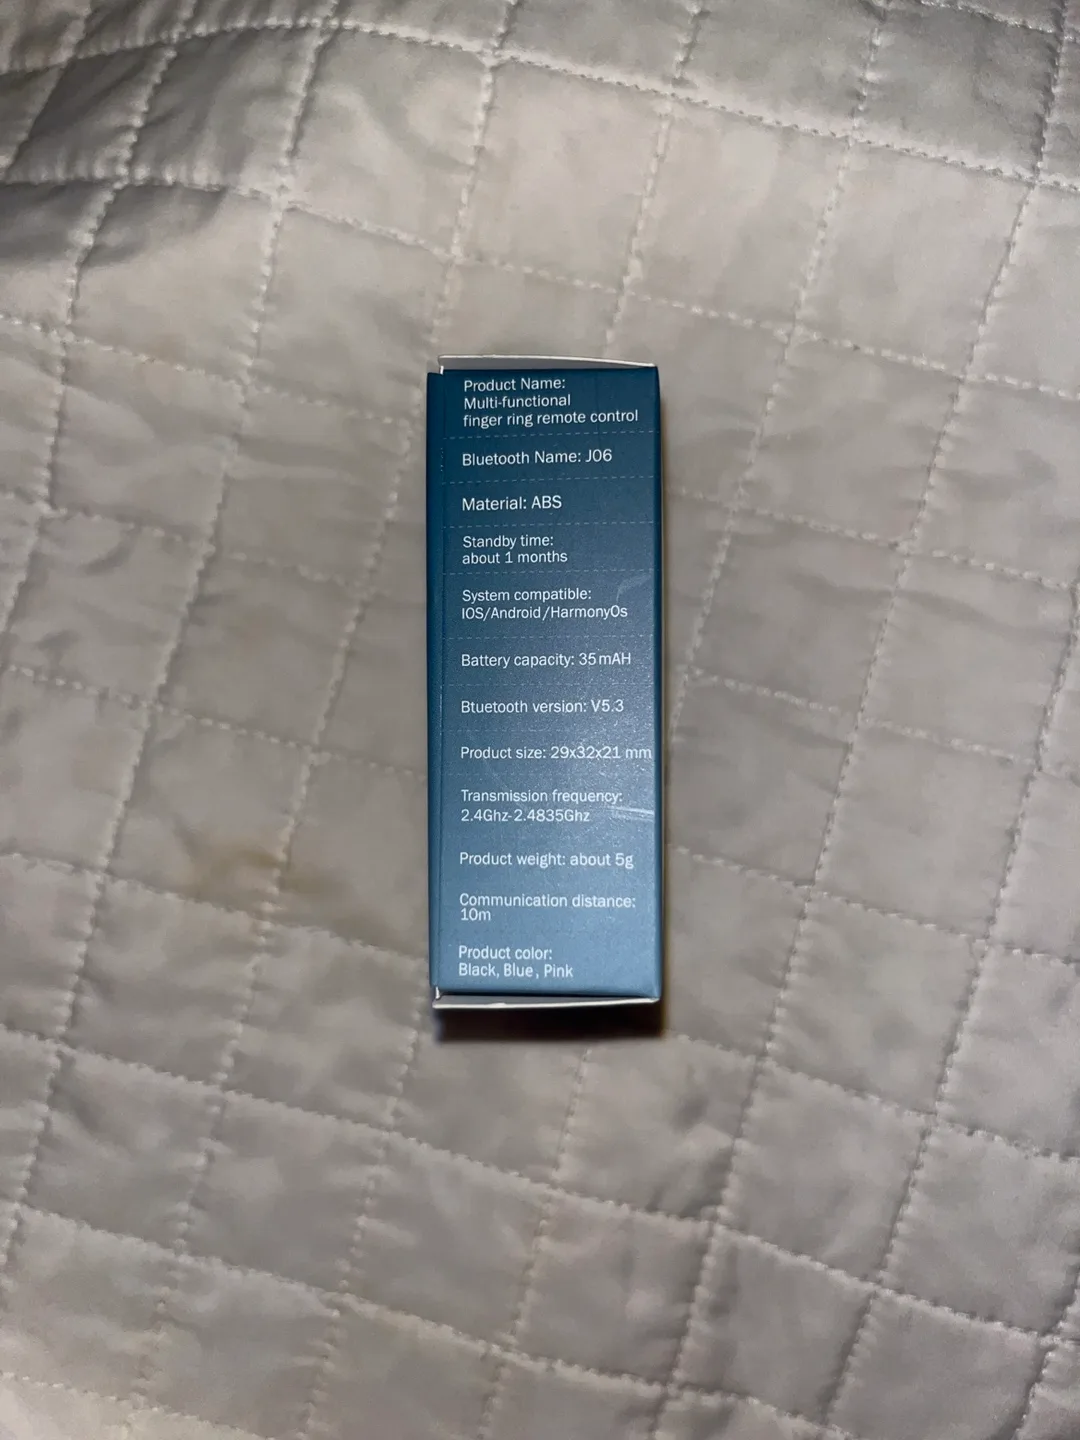 Product Name:
Multi-functional
finger ring remote control
Bluetooth Name: J06
Material: ABS
Standby time:
about 1 months
System compatible:
IOS/Android/HarmonyOs
Battery capacity: 35mAH
Btuetooth version: V5.3
Product size: 29x32x21 mm
Transmission frequency:
2.4Ghz-2.4835Ghz
Product weight: about 5g
Communication distance:
10m
Product color:
Black, Blue, Pink